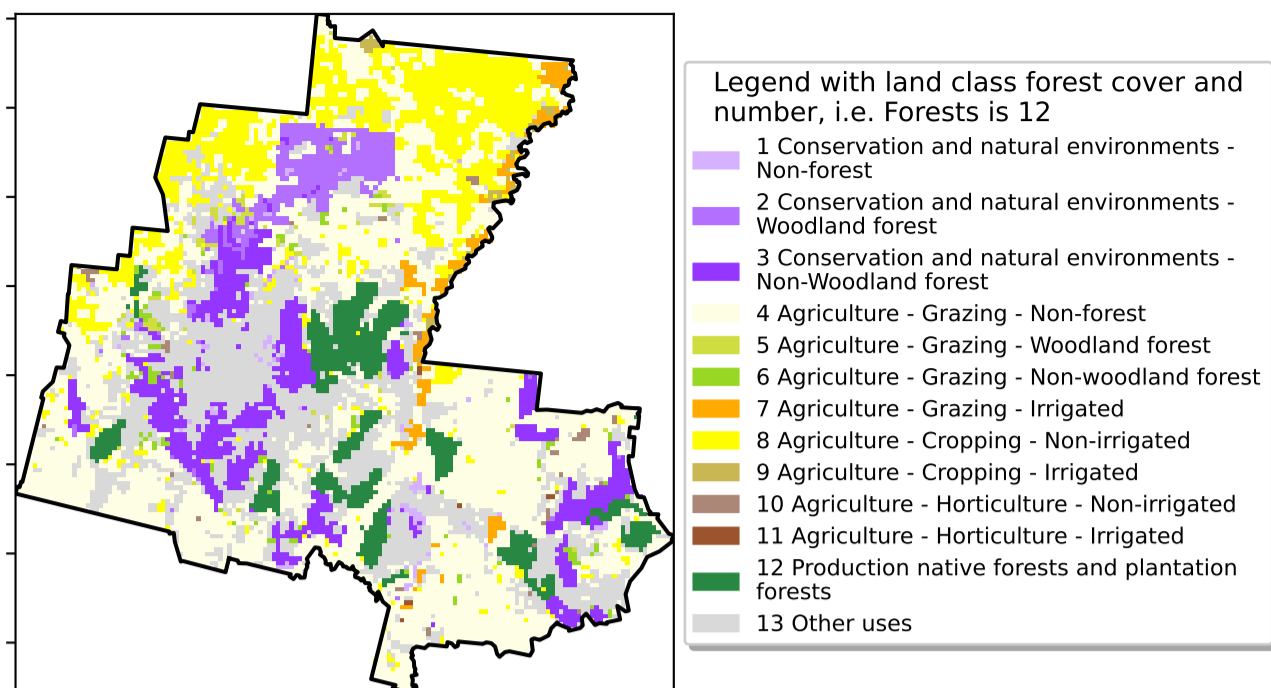 Legend with land class forest cover and
number, i.e. Forests is 12
1 Conservation and natural environments -
Non-forest
2 Conservation and natural environments -
Woodland forest
3 Conservation and natural environments -
Non-Woodland forest
4 Agriculture - Grazing - Non-forest
5 Agriculture - Grazing - Woodland forest
6 Agriculture - Grazing - Non-woodland forest
7 Agriculture - Grazing - Irrigated
8 Agriculture - Cropping - Non-irrigated
9 Agriculture - Cropping - Irrigated
10 Agriculture - Horticulture - Non-irrigated
11 Agriculture - Horticulture - Irrigated
12 Production native forests and plantation
forests
13 Other uses